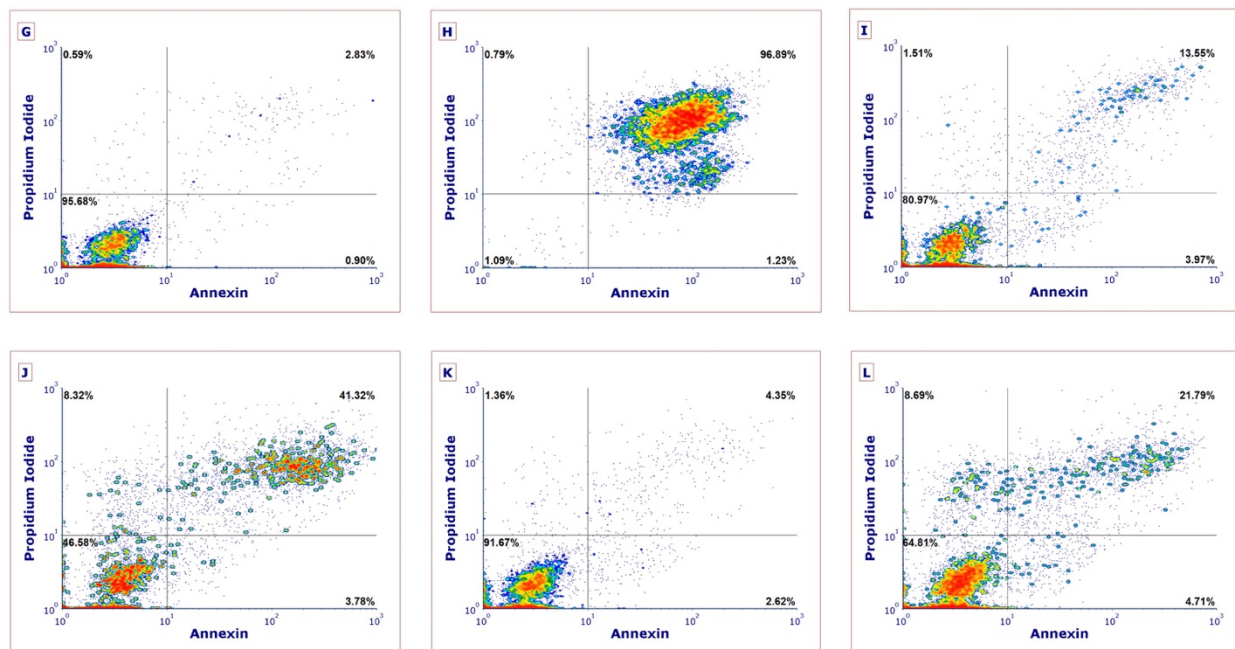 G
10³
0.59%
2.83%
10²
Propidium Iodide
10¹
95.68%
10⁰
0.90%
10⁰ 10¹ 10² 10³
Annexin
H
10³
0.79%
96.89%
10²
Propidium Iodide
10¹
10⁰
1.09%
1.23%
10⁰ 10¹ 10² 10³
Annexin
I
10³
1.51%
13.55%
10²
Propidium Iodide
10¹
80.97%
10⁰
3.97%
10⁰ 10¹ 10² 10³
Annexin
J
10³
8.32%
41.32%
10²
Propidium Iodide
10¹
46.58%
10⁰
3.78%
10⁰ 10¹ 10² 10³
Annexin
K
10³
1.36%
4.35%
10²
Propidium Iodide
10¹
91.67%
10⁰
2.62%
10⁰ 10¹ 10² 10³
Annexin
L
10³
8.69%
21.79%
10²
Propidium Iodide
10¹
64.81%
10⁰
4.71%
10⁰ 10¹ 10² 10³
Annexin